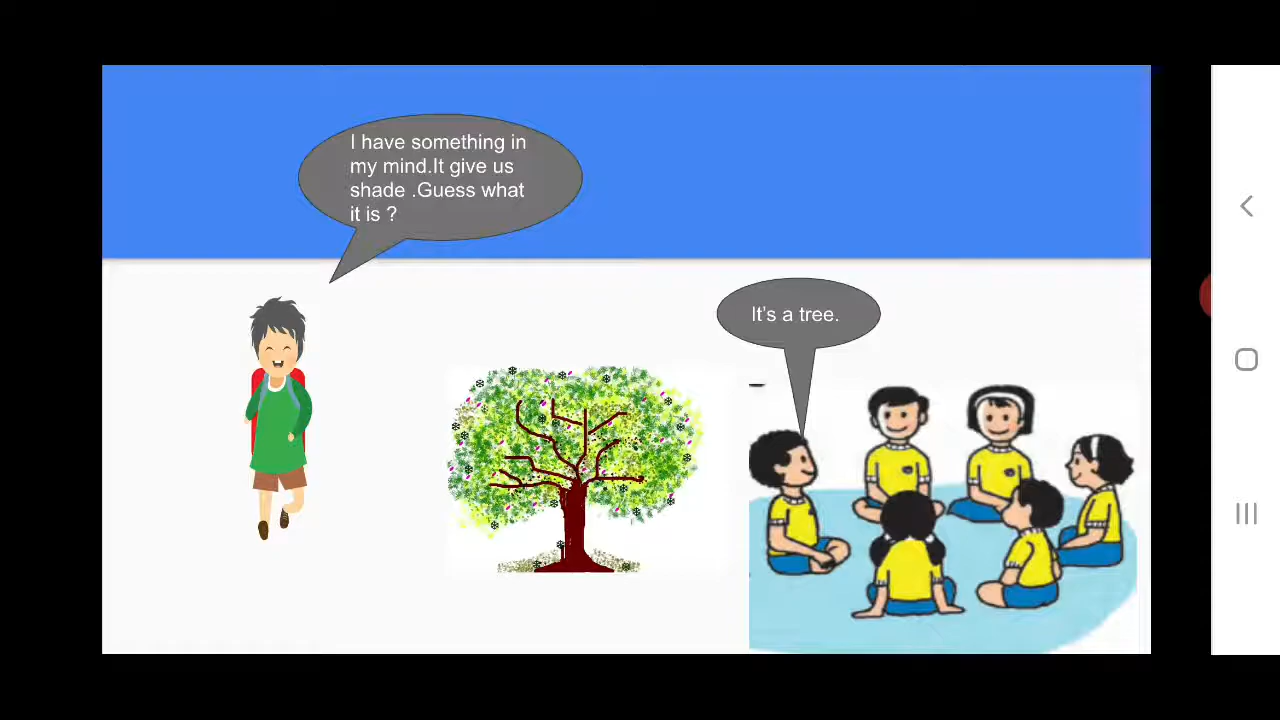 I have something in
my mind.It give us
shade .Guess what
it is ?
It's a tree.